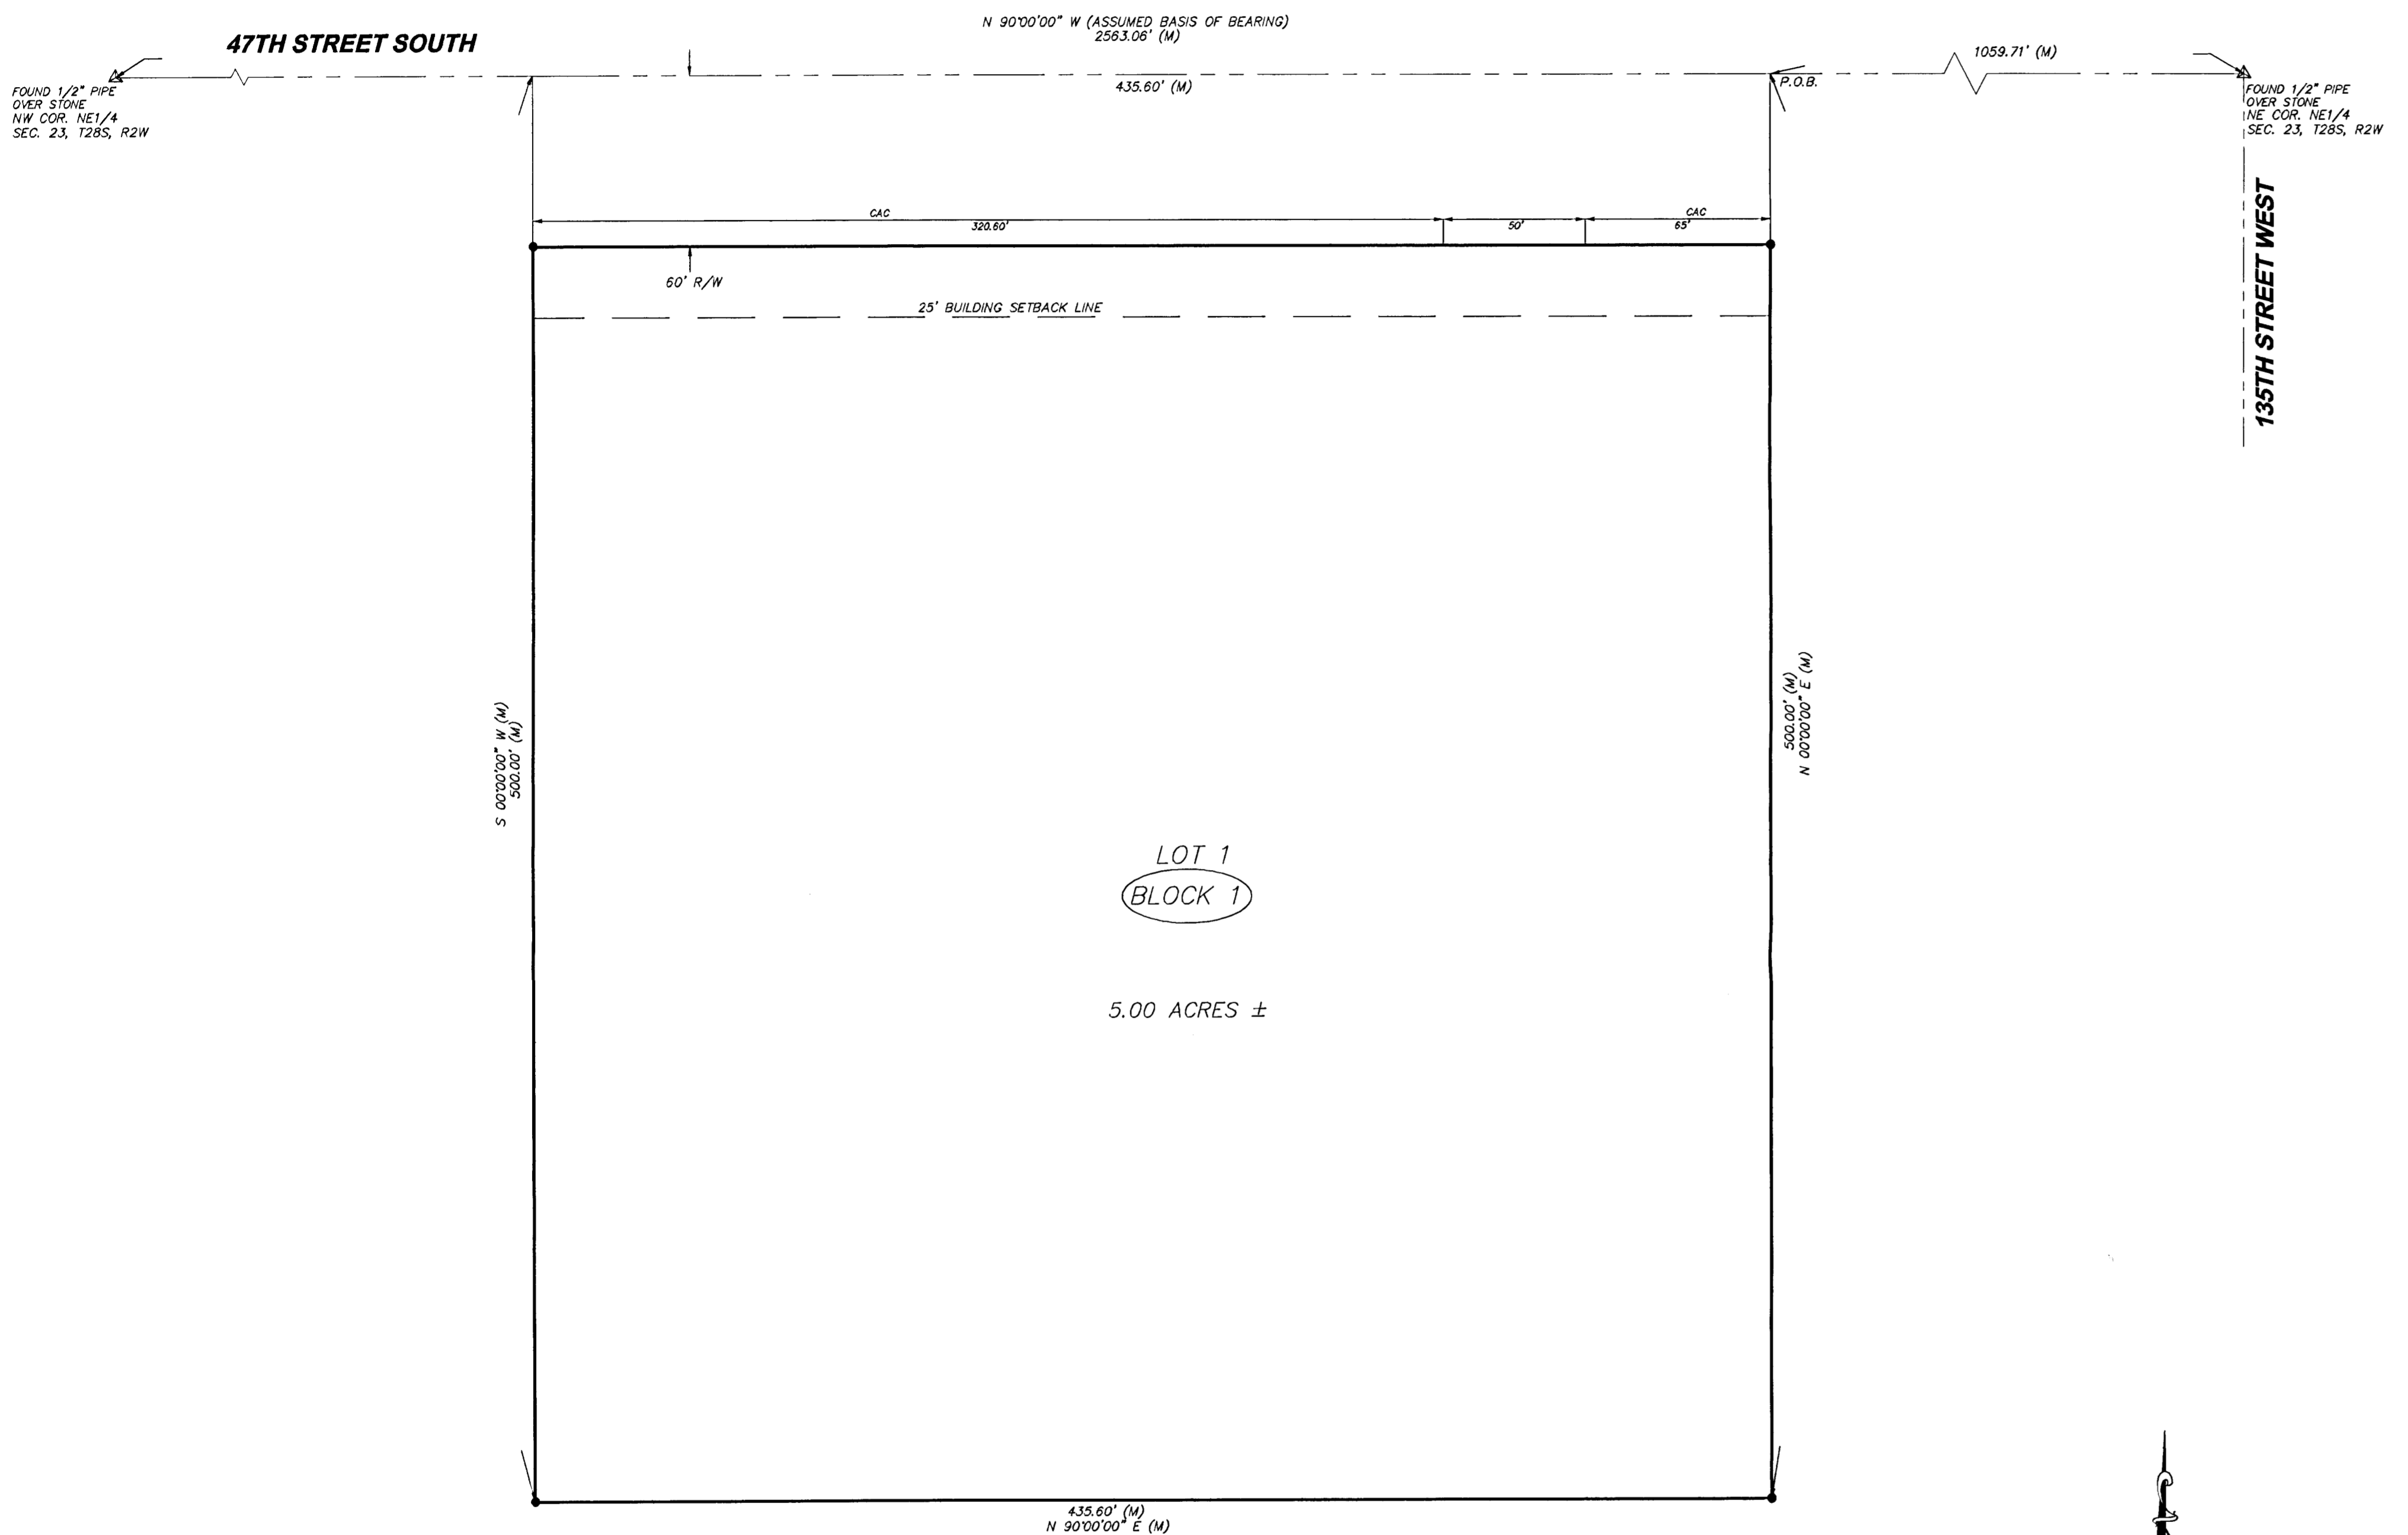 N 90°00'00" W (ASSUMED BASIS OF BEARING)
2563.06' (M)
47TH STREET SOUTH
1059.71' (M)
435.60' (M)
P.O.B.
FOUND 1/2" PIPE
OVER STONE
NW COR. NE1/4
SEC. 23, T28S, R2W
FOUND 1/2" PIPE
OVER STONE
NE COR. NE1/4
SEC. 23, T28S, R2W
135TH STREET WEST
CAC
320.60'
50'
CAC
65'
60' R/W
25' BUILDING SETBACK LINE
S 00°00'00" W (M)
500.00' (M)
500.00' (M)
N 00°00'00" E (M)
LOT 1
BLOCK 1
5.00 ACRES ±
435.60' (M)
N 90°00'00" E (M)